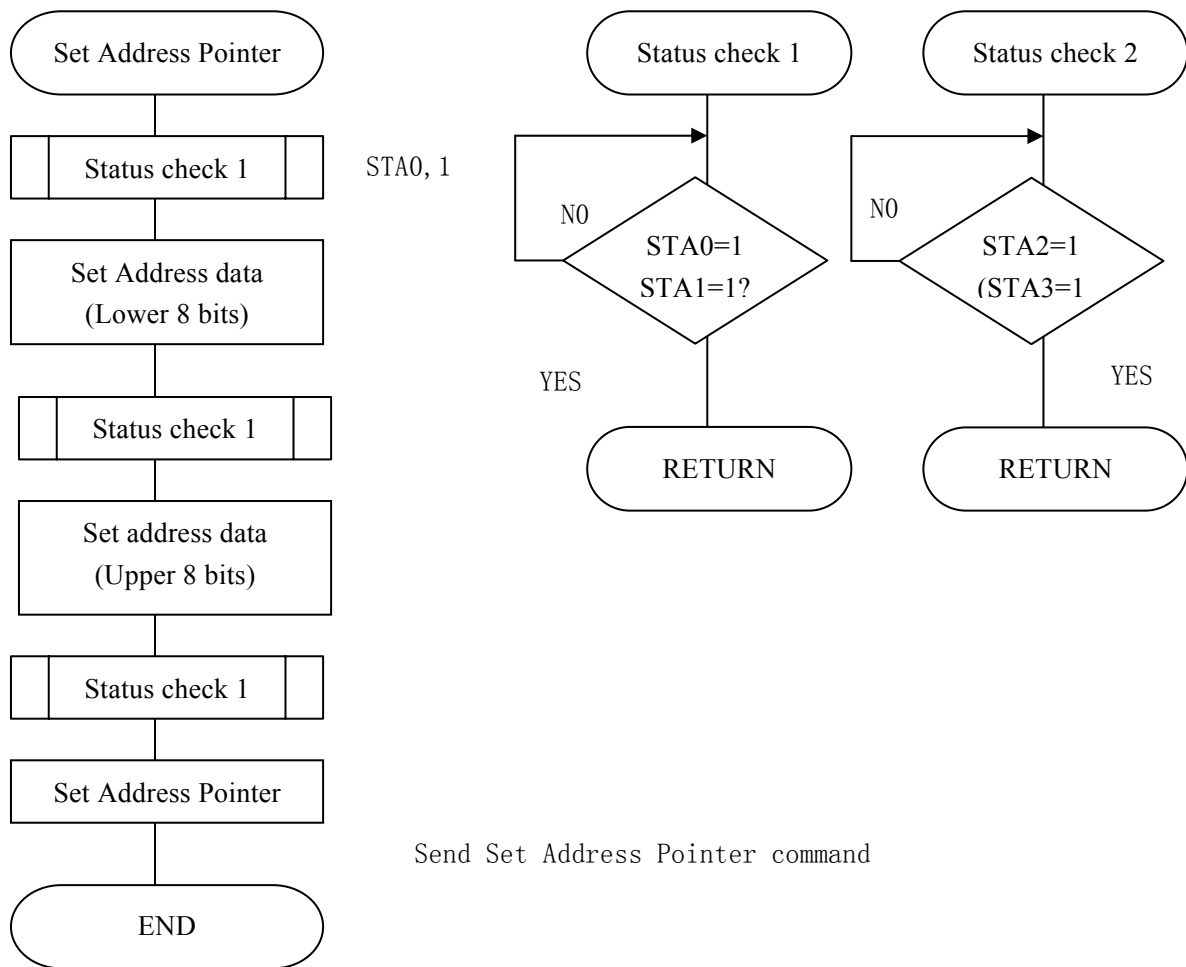 Set Address Pointer
Status check 1
STA0,1
Set Address data
(Lower 8 bits)
Status check 1
Set address data
(Upper 8 bits)
Status check 1
Set Address Pointer
Send Set Address Pointer command
END
Status check 1
NO
STA0=1
STA1=1?
YES
RETURN
Status check 2
NO
STA2=1
(STA3=1
YES
RETURN